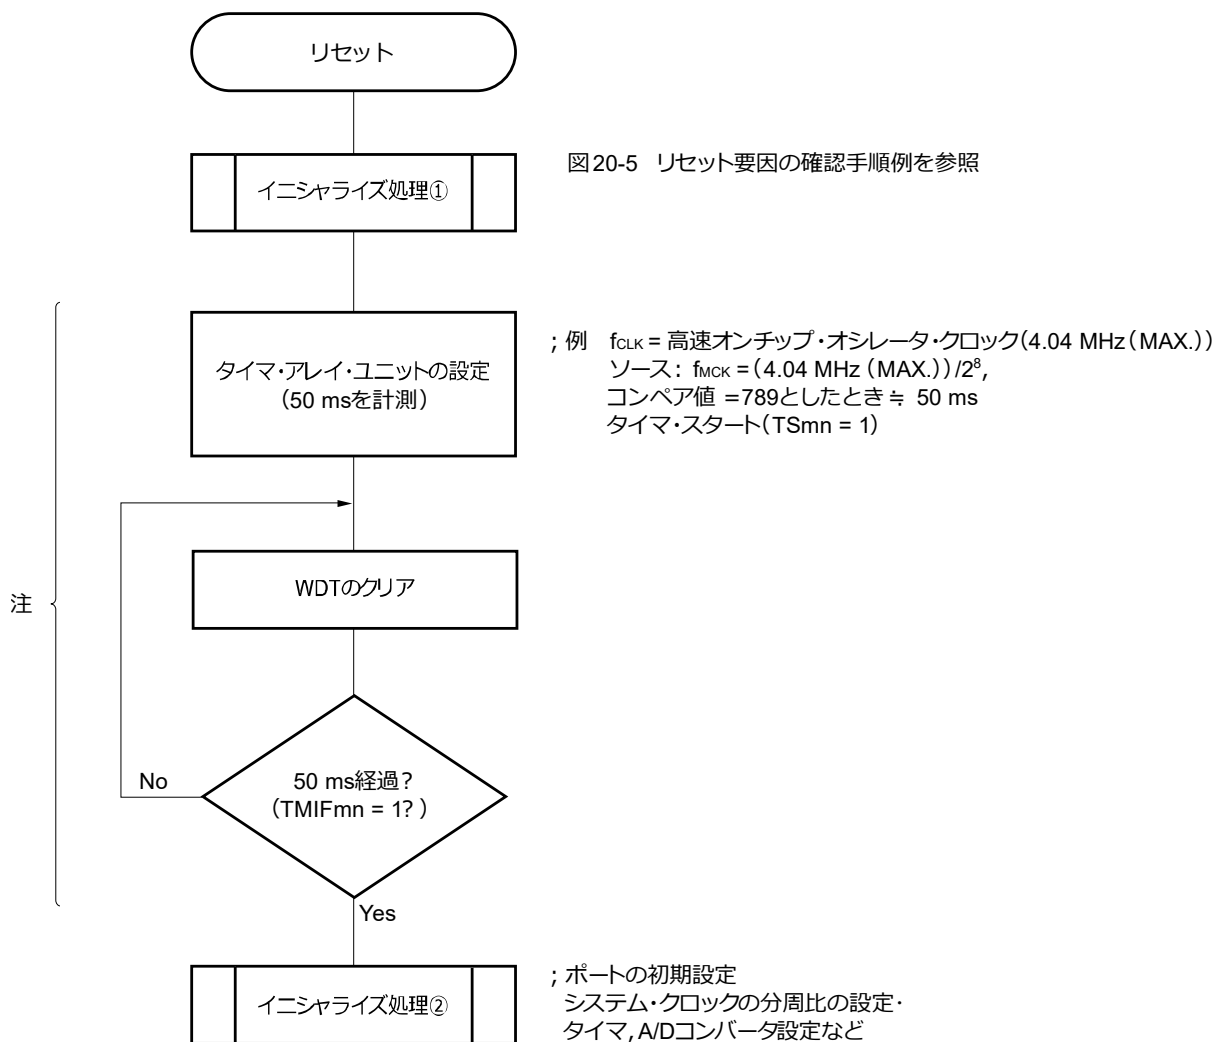 リセット
イニシャライズ処理①
図20-5 リセット要因の確認手順例を参照
タイマ・アレイ・ユニットの設定
(50 msを計測)
;例 fCLK = 高速オンチップ・オシレータ・クロック(4.04 MHz(MAX.))
ソース: fMCK =(4.04 MHz(MAX.))/2⁸,
コンペア値 =789としたとき≒ 50 ms
タイマ・スタート(TSmn = 1)
注
WDTのクリア
No
50 ms経過?
(TMIFmn = 1?)
Yes
イニシャライズ処理②
;ポートの初期設定
システム・クロックの分周比の設定・
タイマ,A/Dコンバータ設定など